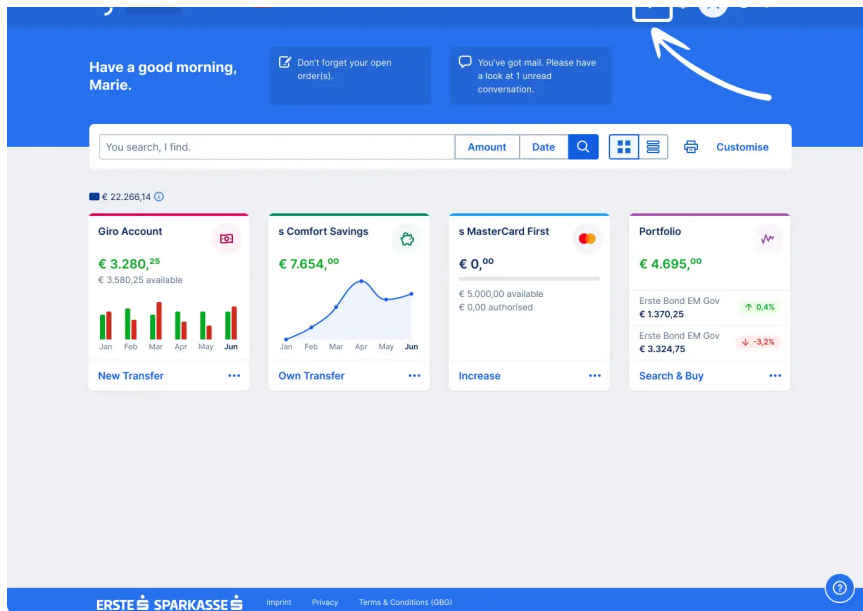 Have a good morning,
Marie.
Don't forget your open
order(s).
You've got mail. Please have
a look at 1 unread
conversation.
You search, I find.
Amount
Date
Customise
€ 22.266,14
Giro Account
€ 3.280,25
€ 3.580,25 available
Jan Feb Mar Apr May Jun
New Transfer
s Comfort Savings
€ 7.654,00
Jan Feb Mar Apr May Jun
Own Transfer
s MasterCard First
€ 0,00
€ 5.000,00 available
€ 0,00 authorised
Increase
Portfolio
€ 4.695,00
Erste Bond EM Gov
€ 1.370,25
0,4%
Erste Bond EM Gov
€ 3.324,75
-3,2%
Search & Buy
ERSTE SPARKASSE
Imprint
Privacy
Terms & Conditions (GBG)